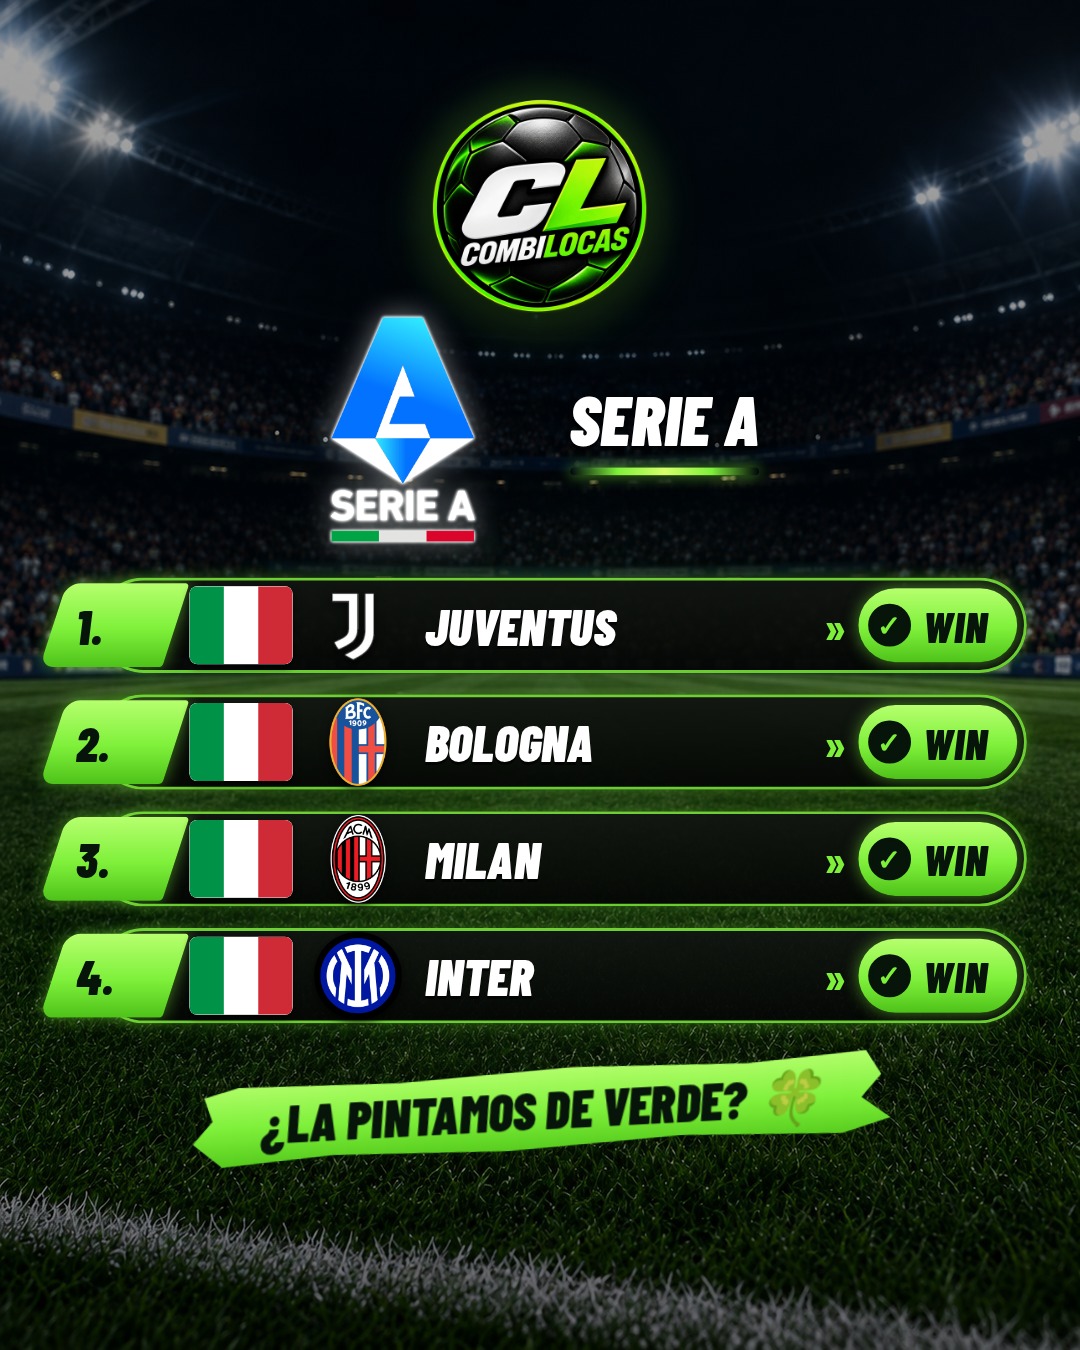 CL
COMBILOCAS
SERIE A
SERIE A
1. JUVENTUS » ✓ WIN
2. BFC 1909 BOLOGNA » ✓ WIN
3. ACM 1899 MILAN » ✓ WIN
4. INTER » ✓ WIN
¿LA PINTAMOS DE VERDE? 🍀